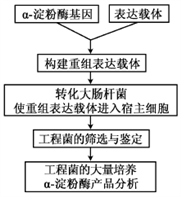 α-淀粉酶基因
表达载体
构建重组表达载体
转化大肠杆菌
使重组表达载体进入宿主细胞
工程菌的筛选与鉴定
工程菌的大量培养
α-淀粉酶产品分析